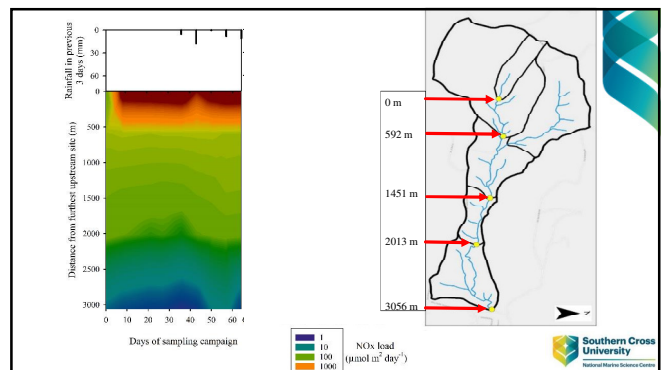 Rainfall in previous
3 days (mm)
0
30
60
0
500
1000
1500
2000
2500
3000
Distance from furthest upstream site (m)
0 10 20 30 40 50 60
Days of sampling campaign
1
10
100
1000
NOx load
(µmol m² day⁻¹)
0 m
592 m
1451 m
2013 m
3056 m
Southern Cross
University
National Marine Science Centre